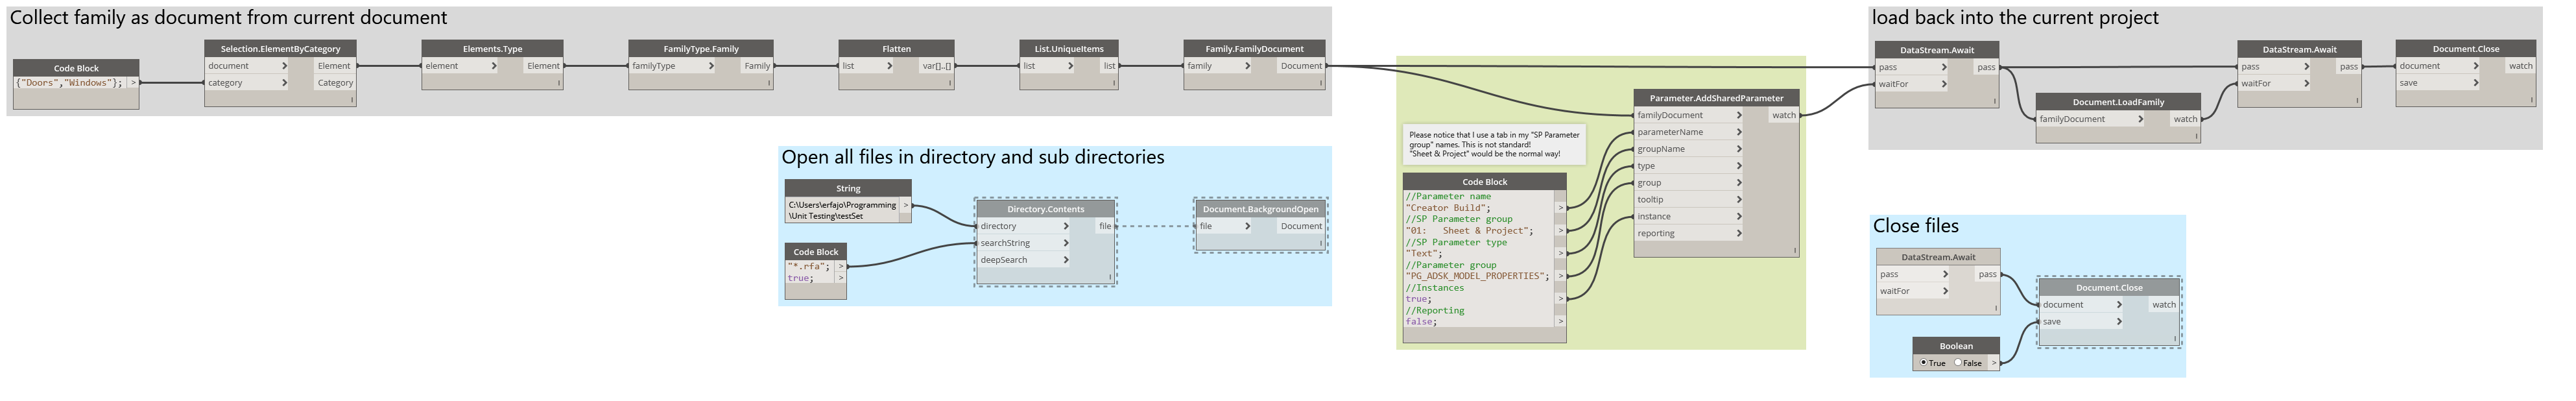 Collect family as document from current document
Code Block
{"Doors","Windows"}; >
Selection.ElementByCategory
document > Element
category > Category
l
Elements.Type
element > Element
l
FamilyType.Family
familyType > Family
l
Flatten
list > var[]..[]
l
List.UniqueItems
list > list
l
Family.FamilyDocument
family > Document
l
Open all files in directory and sub directories
String
C:\Users\erfajo\Programming
\Unit Testing\testSet
>
Code Block
"*.rfa"; >
true; >
Directory.Contents
directory > file
searchString >
deepSearch >
l
Document.BackgroundOpen
file > Document
l
Please notice that I use a tab in my "SP Parameter
group" names. This is not standard!
"Sheet & Project" would be the normal way!
Code Block
//Parameter name
"Creator Build"; >
//SP Parameter group
"01:   Sheet & Project"; >
//SP Parameter type
"Text"; >
//Parameter group
"PG_ADSK_MODEL_PROPERTIES"; >
//Instances
true; >
//Reporting
false; >
Parameter.AddSharedParameter
familyDocument > watch
parameterName >
groupName >
type >
group >
tooltip >
instance >
reporting >
l
load back into the current project
DataStream.Await
pass > pass
waitFor >
l
Document.LoadFamily
familyDocument > watch
l
DataStream.Await
pass > pass
waitFor >
l
Document.Close
document > watch
save >
l
Close files
DataStream.Await
pass > pass
waitFor >
l
Boolean
True False >
Document.Close
document > watch
save >
l